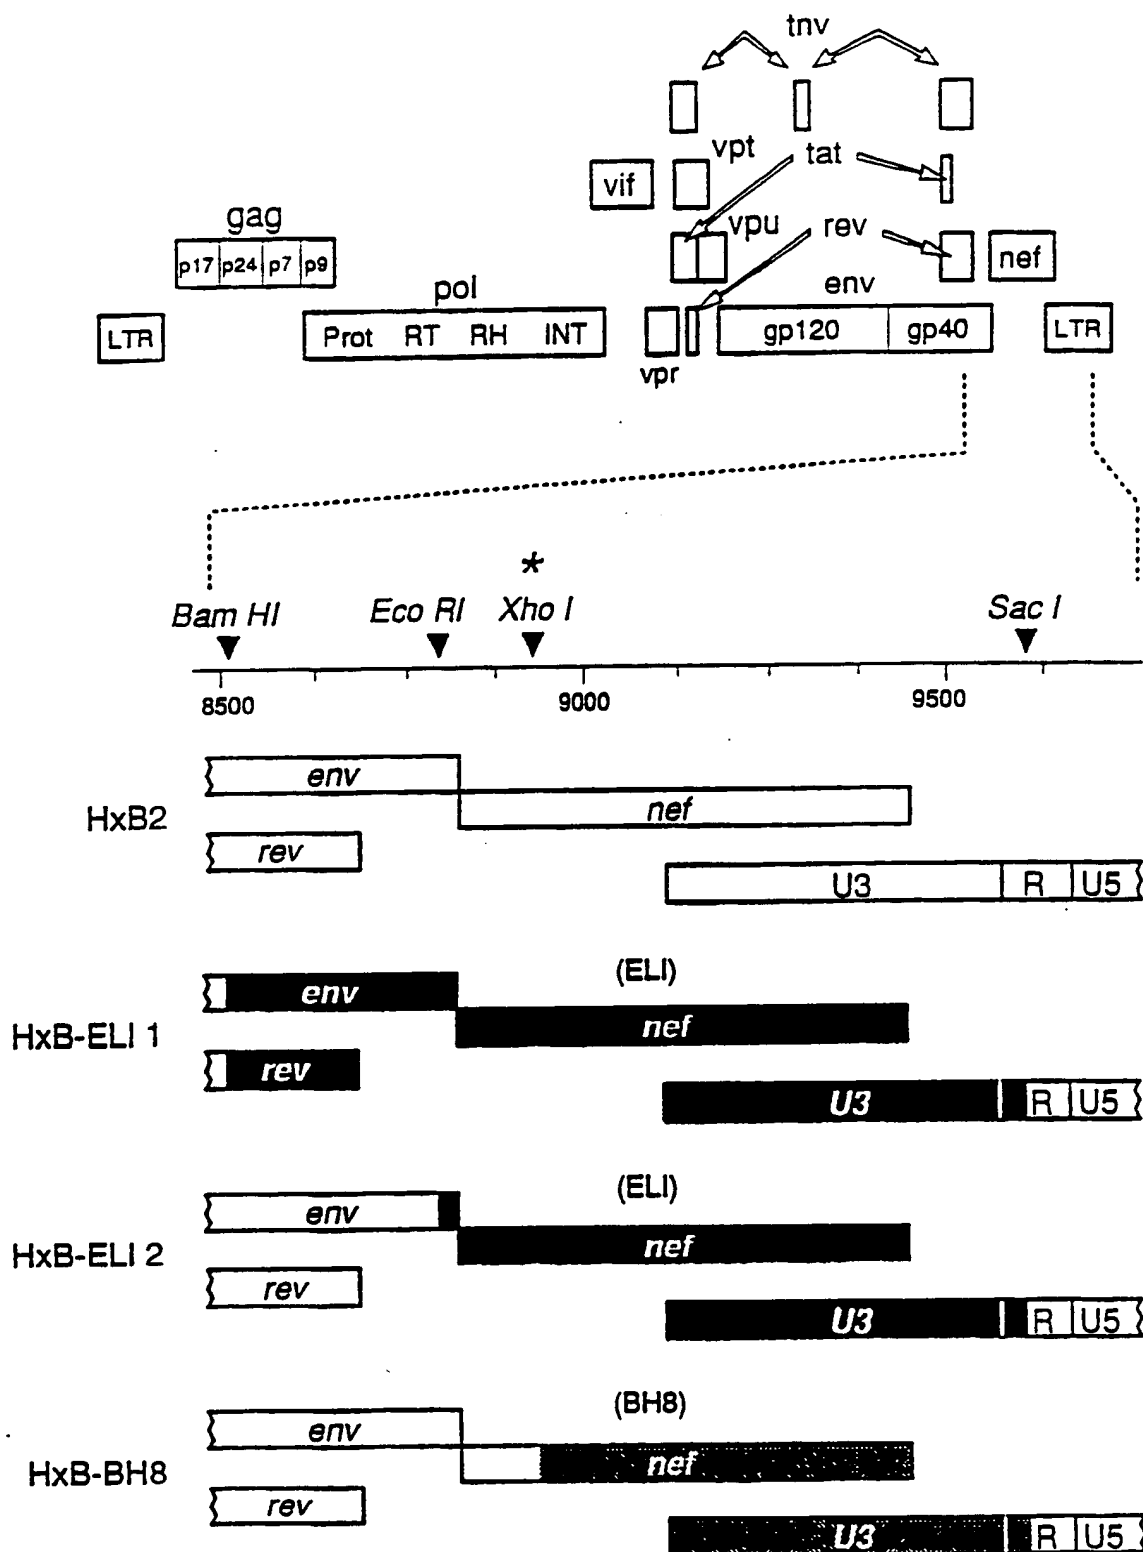 tnv
vpt
tat
vif
vpu
rev
nef
gag
p17 p24 p7 p9
pol
env
LTR
Prot RT RH INT
gp120 gp40
LTR
vpr
*
Bam HI Eco RI Xho I Sac I
8500 9000 9500
env
HxB2
nef
rev
U3 R U5
(ELI)
env
HxB-ELI 1
nef
rev
U3 R U5
(ELI)
env
HxB-ELI 2
nef
rev
U3 R U5
(BH8)
env
HxB-BH8
nef
rev
U3 R U5